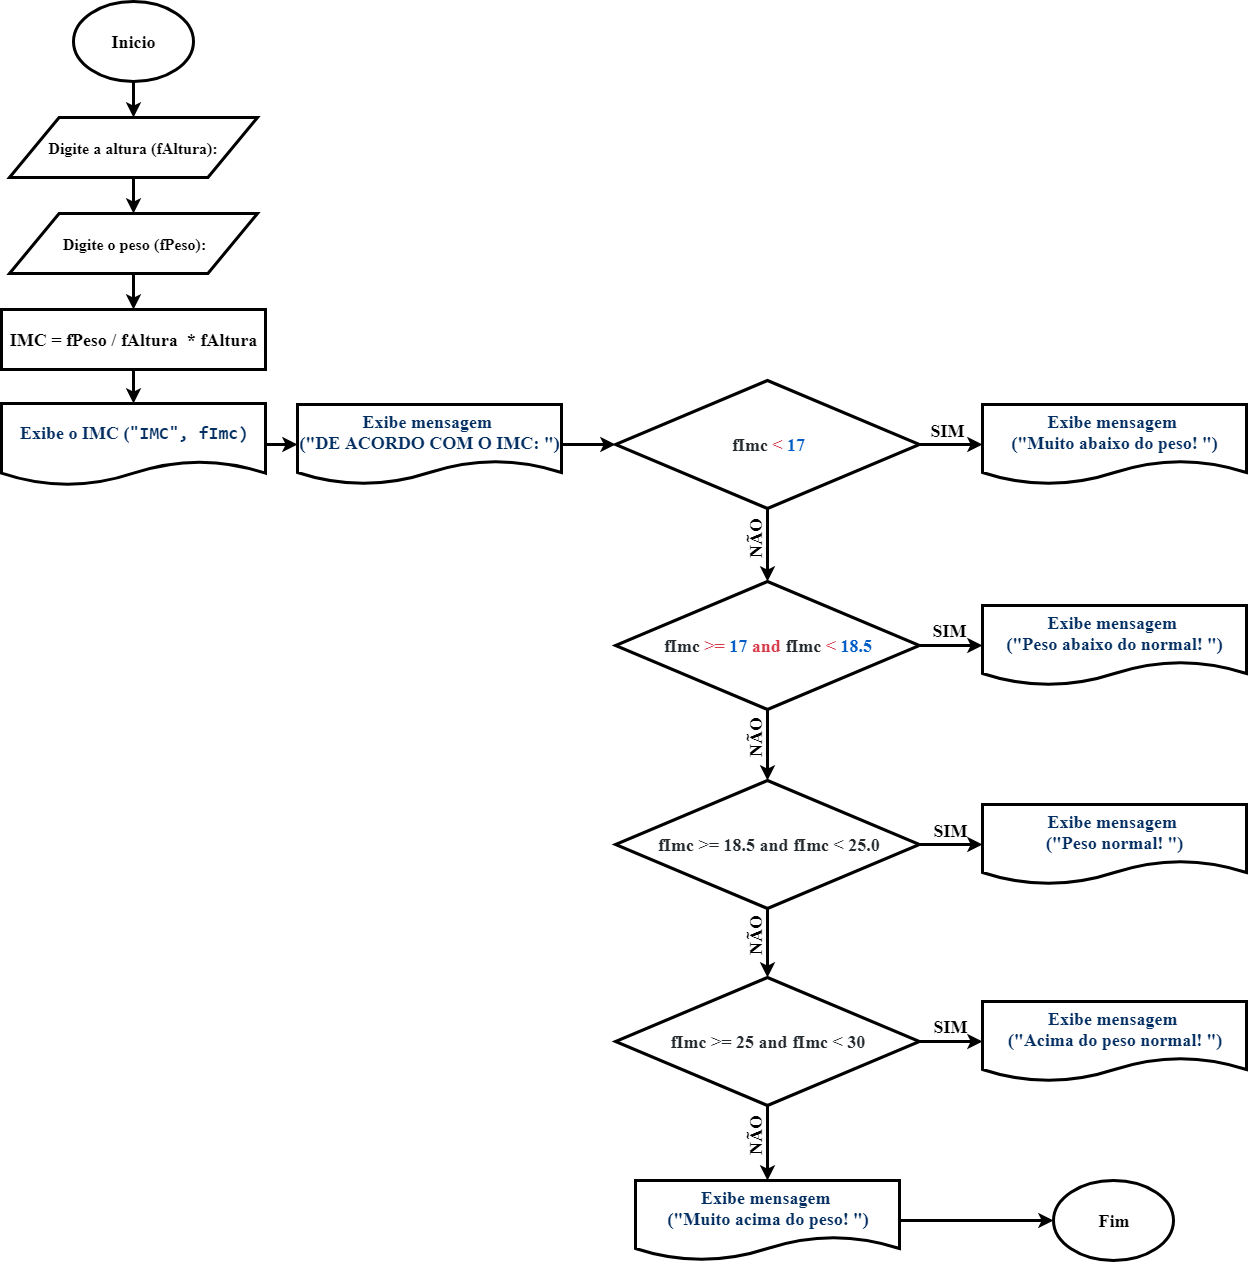 Inicio
Digite a altura (fAltura):
Digite o peso (fPeso):
IMC = fPeso / fAltura  * fAltura
Exibe o IMC ("IMC", fImc)
Exibe mensagem
("DE ACORDO COM O IMC: ")
fImc < 17
SIM
Exibe mensagem
("Muito abaixo do peso! ")
NÃO
fImc >= 17 and fImc < 18.5
SIM
Exibe mensagem
("Peso abaixo do normal! ")
NÃO
fImc >= 18.5 and fImc < 25.0
SIM
Exibe mensagem
("Peso normal! ")
NÃO
fImc >= 25 and fImc < 30
SIM
Exibe mensagem
("Acima do peso normal! ")
NÃO
Exibe mensagem
("Muito acima do peso! ")
Fim